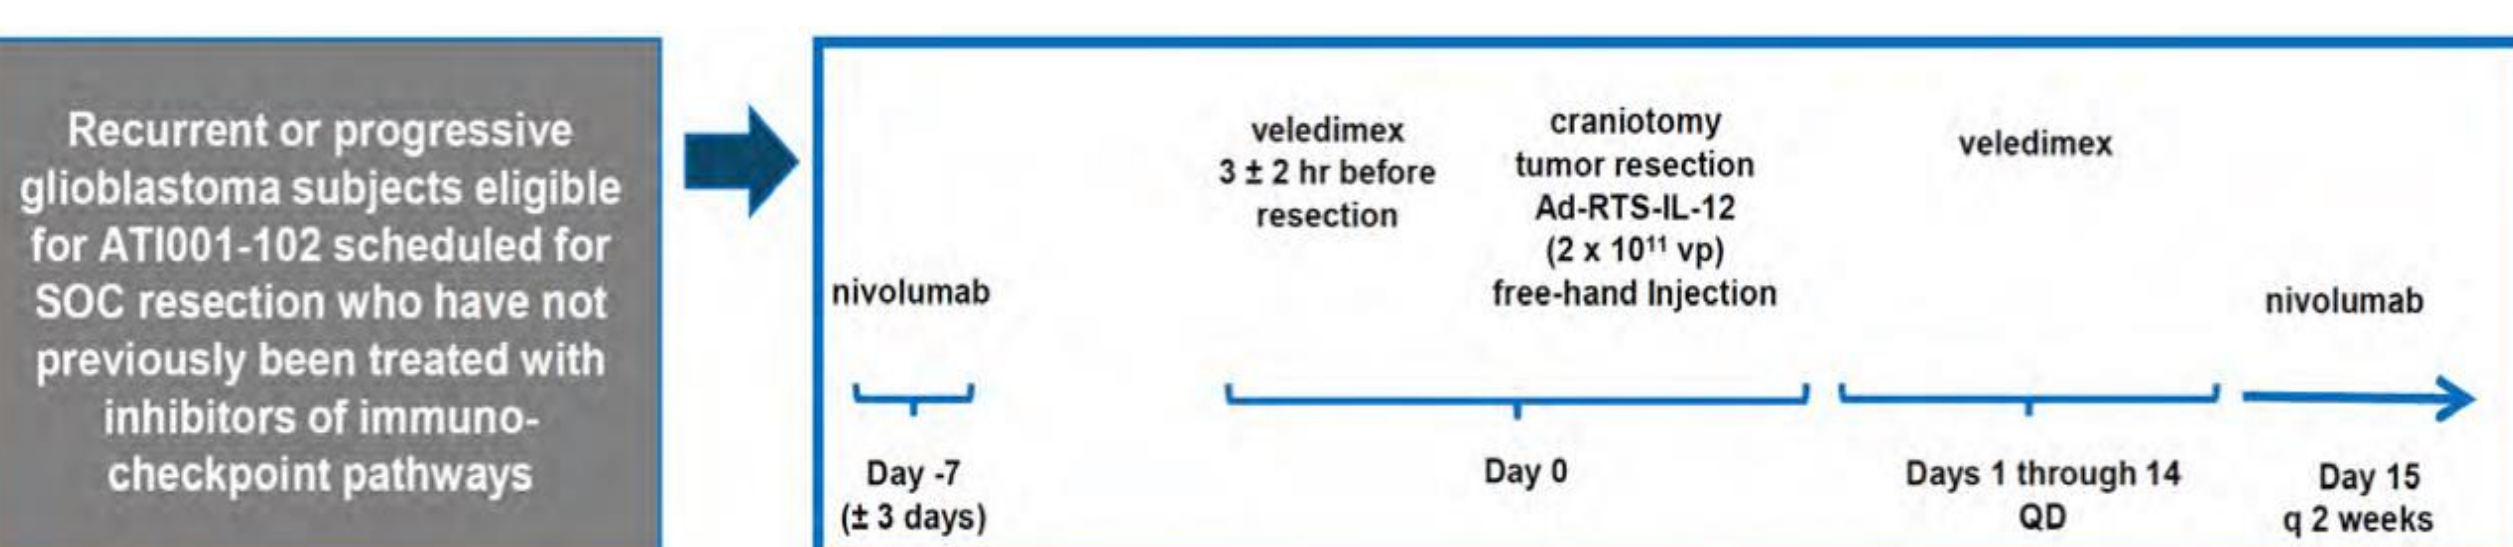 Recurrent or progressive
glioblastoma subjects eligible
for ATI001-102 scheduled for
SOC resection who have not
previously been treated with
inhibitors of immuno-
checkpoint pathways
nivolumab
Day -7
(± 3 days)
veledimex
3 ± 2 hr before
resection
craniotomy
tumor resection
Ad-RTS-IL-12
(2 x 10¹¹ vp)
free-hand Injection
Day 0
veledimex
Days 1 through 14
QD
nivolumab
Day 15
q 2 weeks